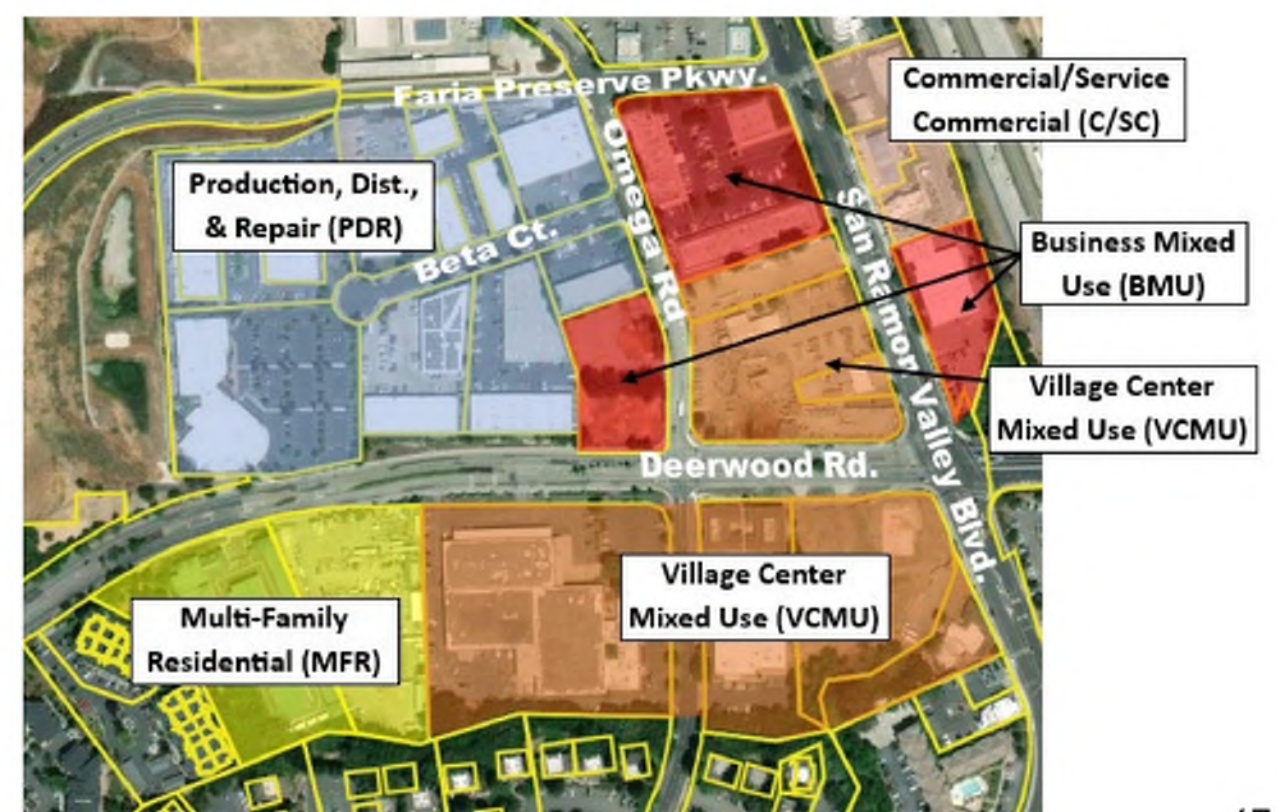 Faria Preserve Pkwy.
Commercial/Service
Commercial (C/SC)
Production, Dist.,
& Repair (PDR)
Omega Rd
San Ramon Valley Blvd.
Beta Ct.
Business Mixed
Use (BMU)
Village Center
Mixed Use (VCMU)
Deerwood Rd.
Village Center
Mixed Use (VCMU)
Multi-Family
Residential (MFR)